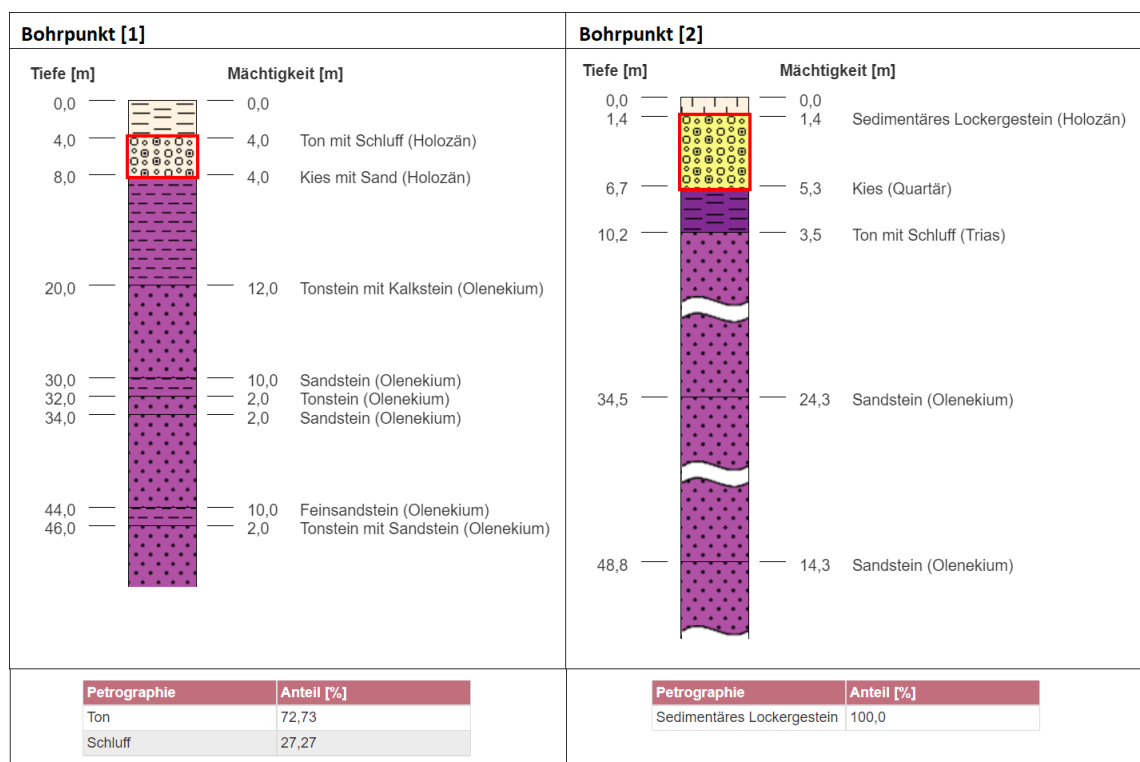 Bohrpunkt [1]
Tiefe [m] Mächtigkeit [m]
0,0 0,0
4,0 4,0 Ton mit Schluff (Holozän)
8,0 4,0 Kies mit Sand (Holozän)
20,0 12,0 Tonstein mit Kalkstein (Olenekium)
30,0 10,0 Sandstein (Olenekium)
32,0 2,0 Tonstein (Olenekium)
34,0 2,0 Sandstein (Olenekium)
44,0 10,0 Feinsandstein (Olenekium)
46,0 2,0 Tonstein mit Sandstein (Olenekium)
Petrographie Anteil [%]
Ton 72,73
Schluff 27,27
Bohrpunkt [2]
Tiefe [m] Mächtigkeit [m]
0,0 0,0
1,4 1,4 Sedimentäres Lockergestein (Holozän)
6,7 5,3 Kies (Quartär)
10,2 3,5 Ton mit Schluff (Trias)
34,5 24,3 Sandstein (Olenekium)
48,8 14,3 Sandstein (Olenekium)
Petrographie Anteil [%]
Sedimentäres Lockergestein 100,0